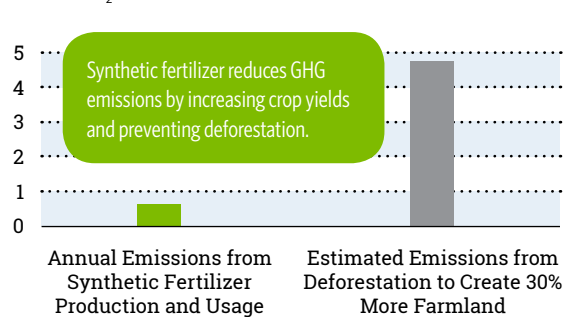 2
5
4
3
2
1
0
Synthetic fertilizer reduces GHG
emissions by increasing crop yields
and preventing deforestation.
Annual Emissions from
Synthetic Fertilizer
Production and Usage
Estimated Emissions from
Deforestation to Create 30%
More Farmland